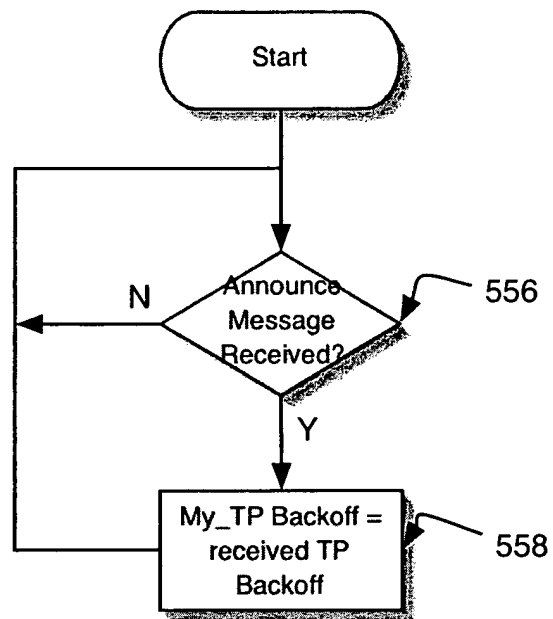 Start
N
Announce
Message
Received?
556
Y
My_TP Backoff =
received TP
Backoff
558